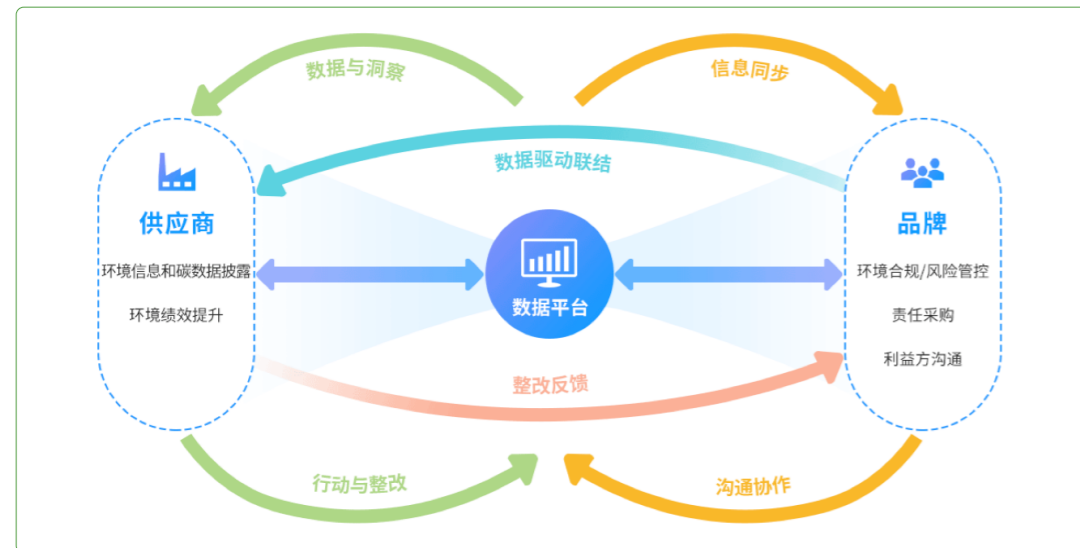 数据与洞察
信息同步
数据驱动联结
供应商
环境信息和碳数据披露
环境绩效提升
数据平台
品牌
环境合规/风险管控
责任采购
利益方沟通
整改反馈
行动与整改
沟通协作